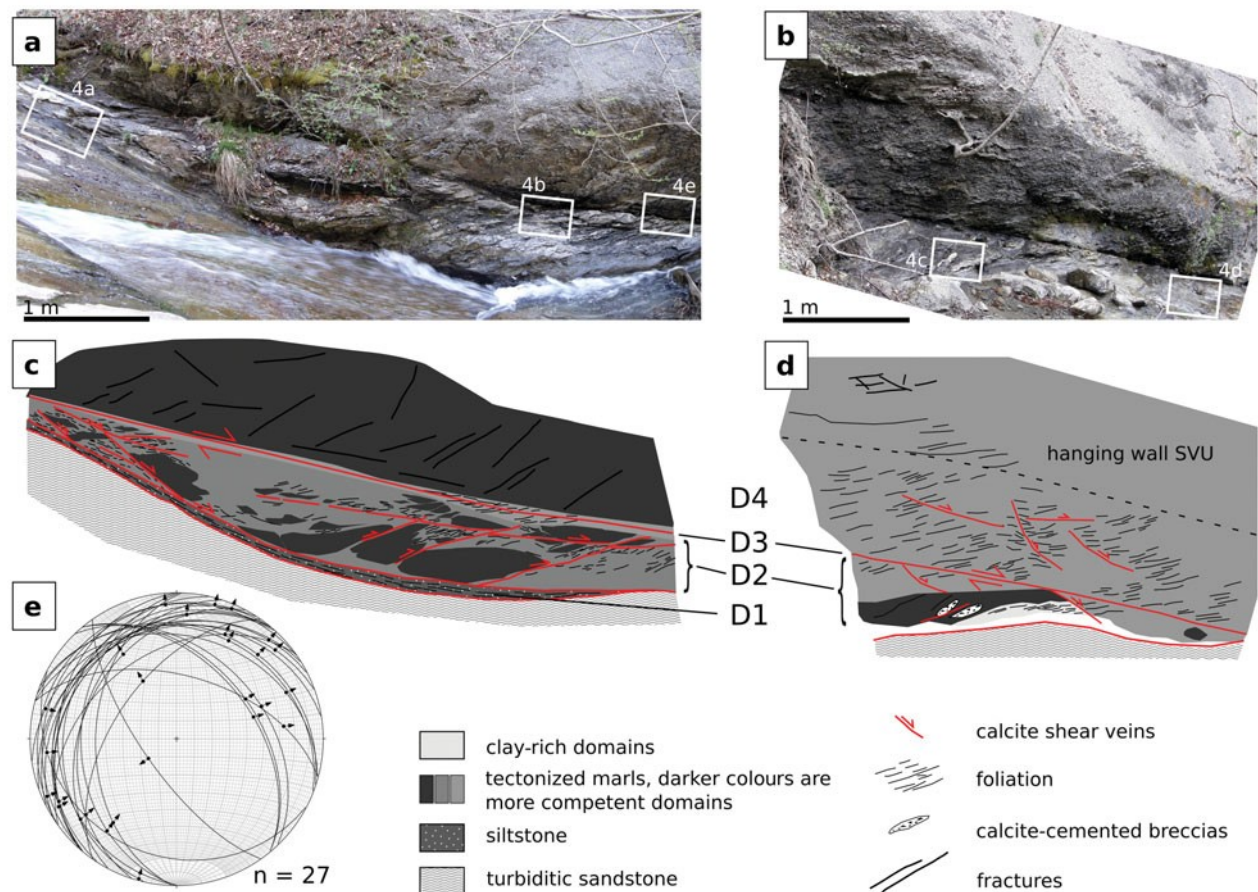 a
4a
4b
4e
1 m
b
4c
4d
1 m
c
d
hanging wall SVU
D4
D3
D2
D1
e
n = 27
clay-rich domains
tectonized marls, darker colours are
more competent domains
siltstone
turbiditic sandstone
calcite shear veins
foliation
calcite-cemented breccias
fractures